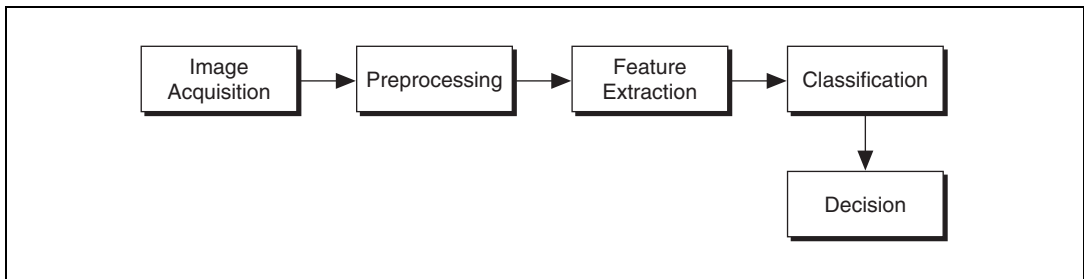 Image
Acquisition
Preprocessing
Feature
Extraction
Classification
Decision